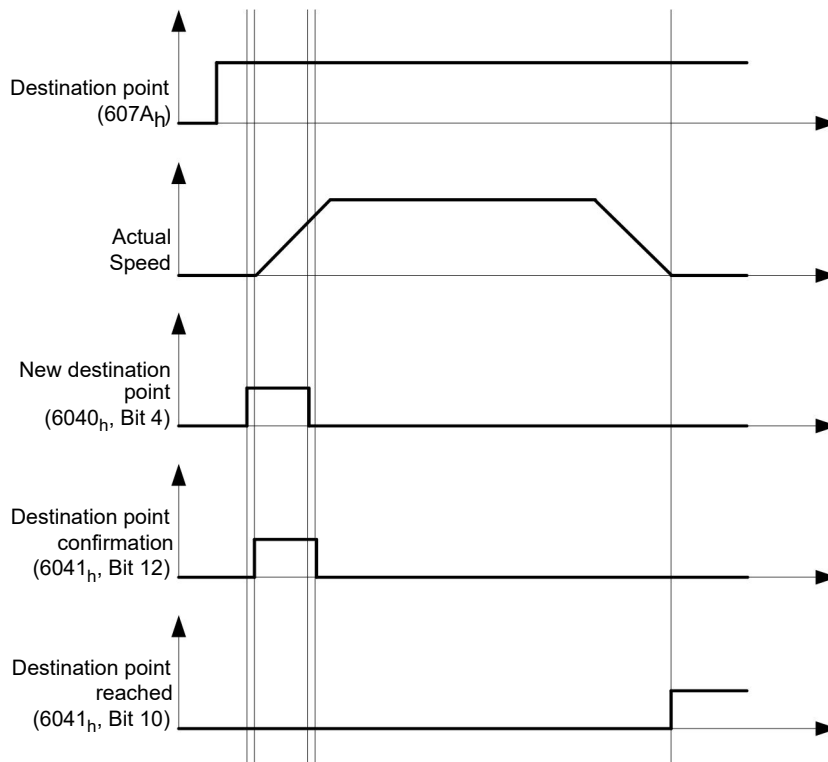 Destination point
(607Ah)
Actual
Speed
New destination
point
(6040h, Bit 4)
Destination point
confirmation
(6041h, Bit 12)
Destination point
reached
(6041h, Bit 10)